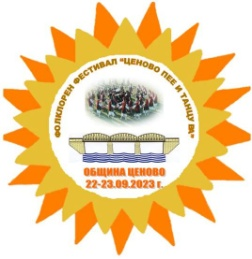 ФОЛКЛОРЕН ФЕСТИВАЛ "ЦЕНОВО ПЕЕ И ТАНЦУВА"
ОБЩИНА ЦЕНОВО
22-23.09.2023 г.